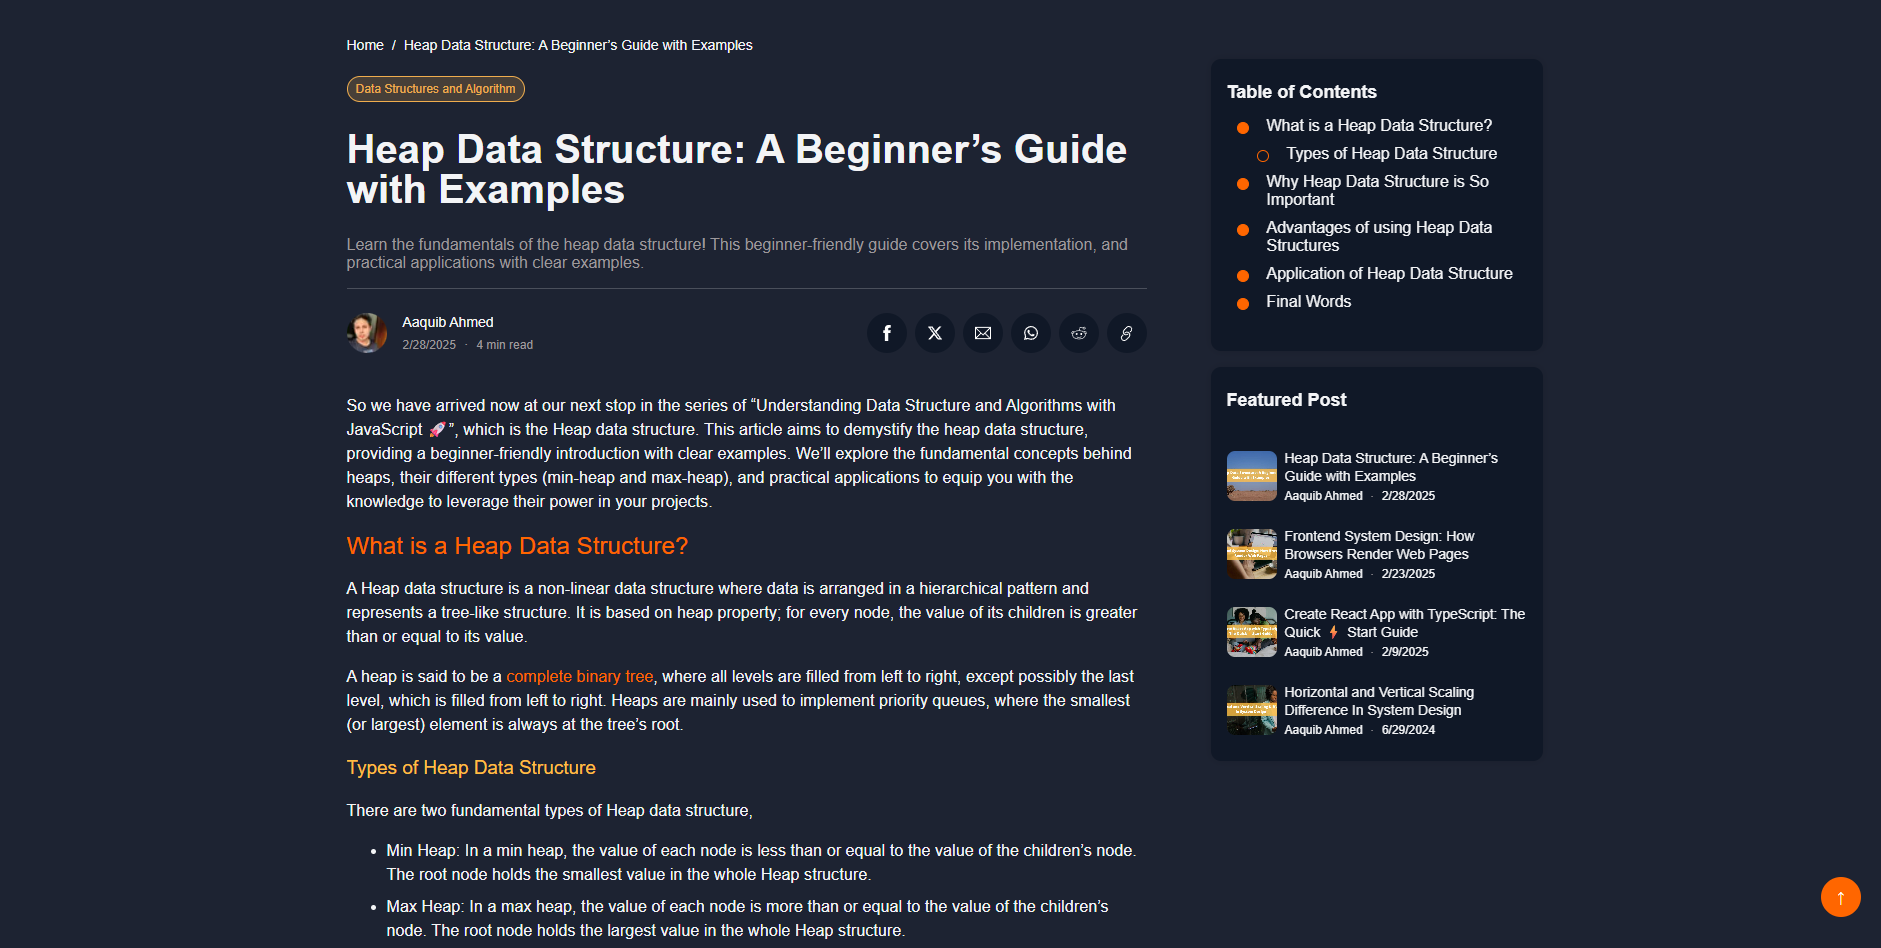 Home / Heap Data Structure: A Beginner’s Guide with Examples
Data Structures and Algorithm
Heap Data Structure: A Beginner’s Guide
with Examples
Learn the fundamentals of the heap data structure! This beginner-friendly guide covers its implementation, and
practical applications with clear examples.
Aaquib Ahmed
2/28/2025 · 4 min read
So we have arrived now at our next stop in the series of “Understanding Data Structure and Algorithms with
JavaScript 🚀”, which is the Heap data structure. This article aims to demystify the heap data structure,
providing a beginner-friendly introduction with clear examples. We’ll explore the fundamental concepts behind
heaps, their different types (min-heap and max-heap), and practical applications to equip you with the
knowledge to leverage their power in your projects.
What is a Heap Data Structure?
A Heap data structure is a non-linear data structure where data is arranged in a hierarchical pattern and
represents a tree-like structure. It is based on heap property; for every node, the value of its children is greater
than or equal to its value.
A heap is said to be a complete binary tree, where all levels are filled from left to right, except possibly the last
level, which is filled from left to right. Heaps are mainly used to implement priority queues, where the smallest
(or largest) element is always at the tree’s root.
Types of Heap Data Structure
There are two fundamental types of Heap data structure,
• Min Heap: In a min heap, the value of each node is less than or equal to the value of the children’s node.
The root node holds the smallest value in the whole Heap structure.
• Max Heap: In a max heap, the value of each node is more than or equal to the value of the children’s
node. The root node holds the largest value in the whole Heap structure.
Table of Contents
What is a Heap Data Structure?
Types of Heap Data Structure
Why Heap Data Structure is So
Important
Advantages of using Heap Data
Structures
Application of Heap Data Structure
Final Words
Featured Post
Heap Data Structure: A Beginner’s
Guide with Examples
Aaquib Ahmed · 2/28/2025
Frontend System Design: How
Browsers Render Web Pages
Aaquib Ahmed · 2/23/2025
Create React App with TypeScript: The
Quick ⚡ Start Guide
Aaquib Ahmed · 2/9/2025
Horizontal and Vertical Scaling
Difference In System Design
Aaquib Ahmed · 6/29/2024